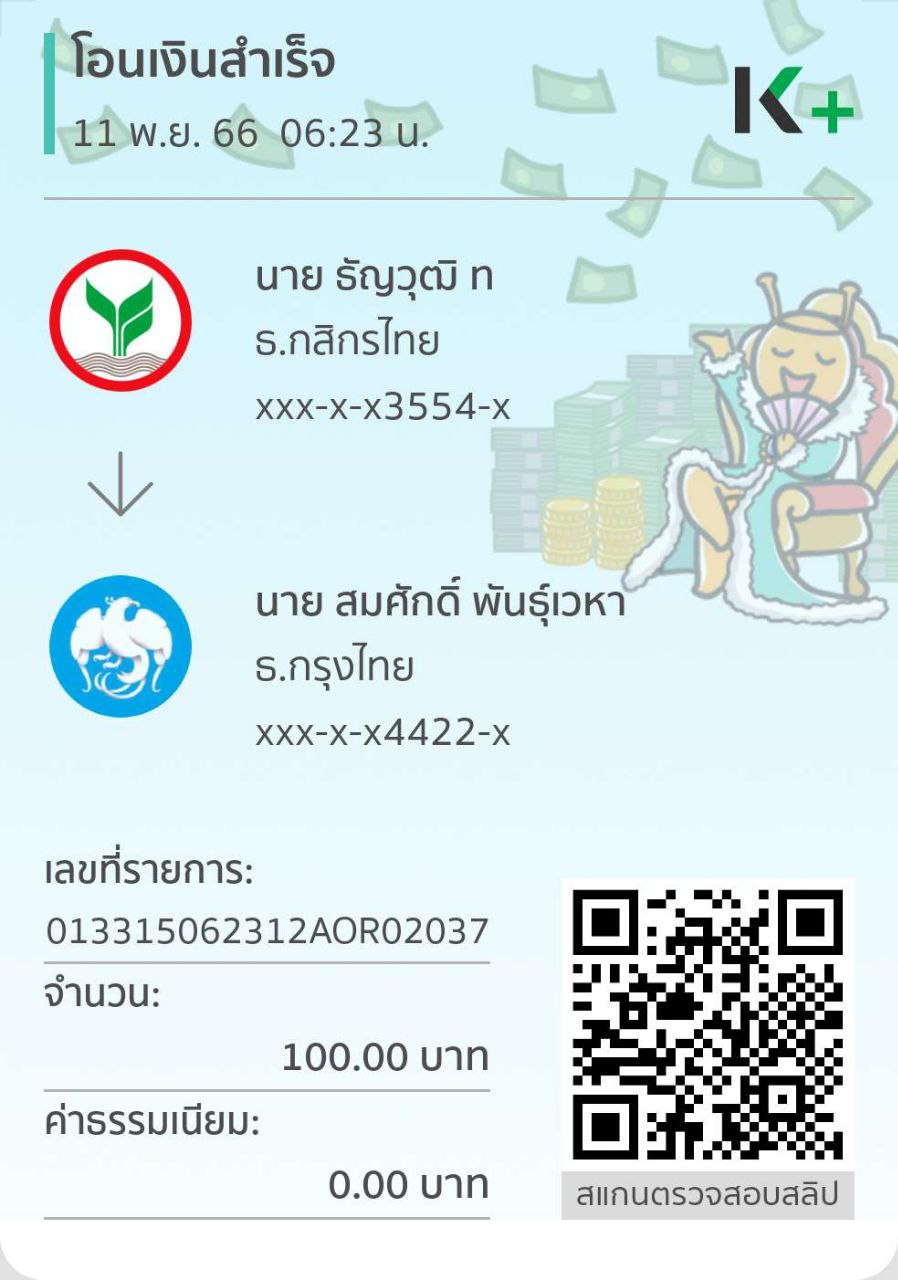 โอนเงินสำเร็จ
11 พ.ย. 66 06:23 น.
K+
นาย ธัญวุฒิ ท
ธ.กสิกรไทย
xxx-x-x3554-x
นาย สมศักดิ์ พันธุ์เวหา
ธ.กรุงไทย
xxx-x-x4422-x
เลขที่รายการ:
013315062312AOR02037
จำนวน:
100.00 บาท
ค่าธรรมเนียม:
0.00 บาท
สแกนตรวจสอบสลิป